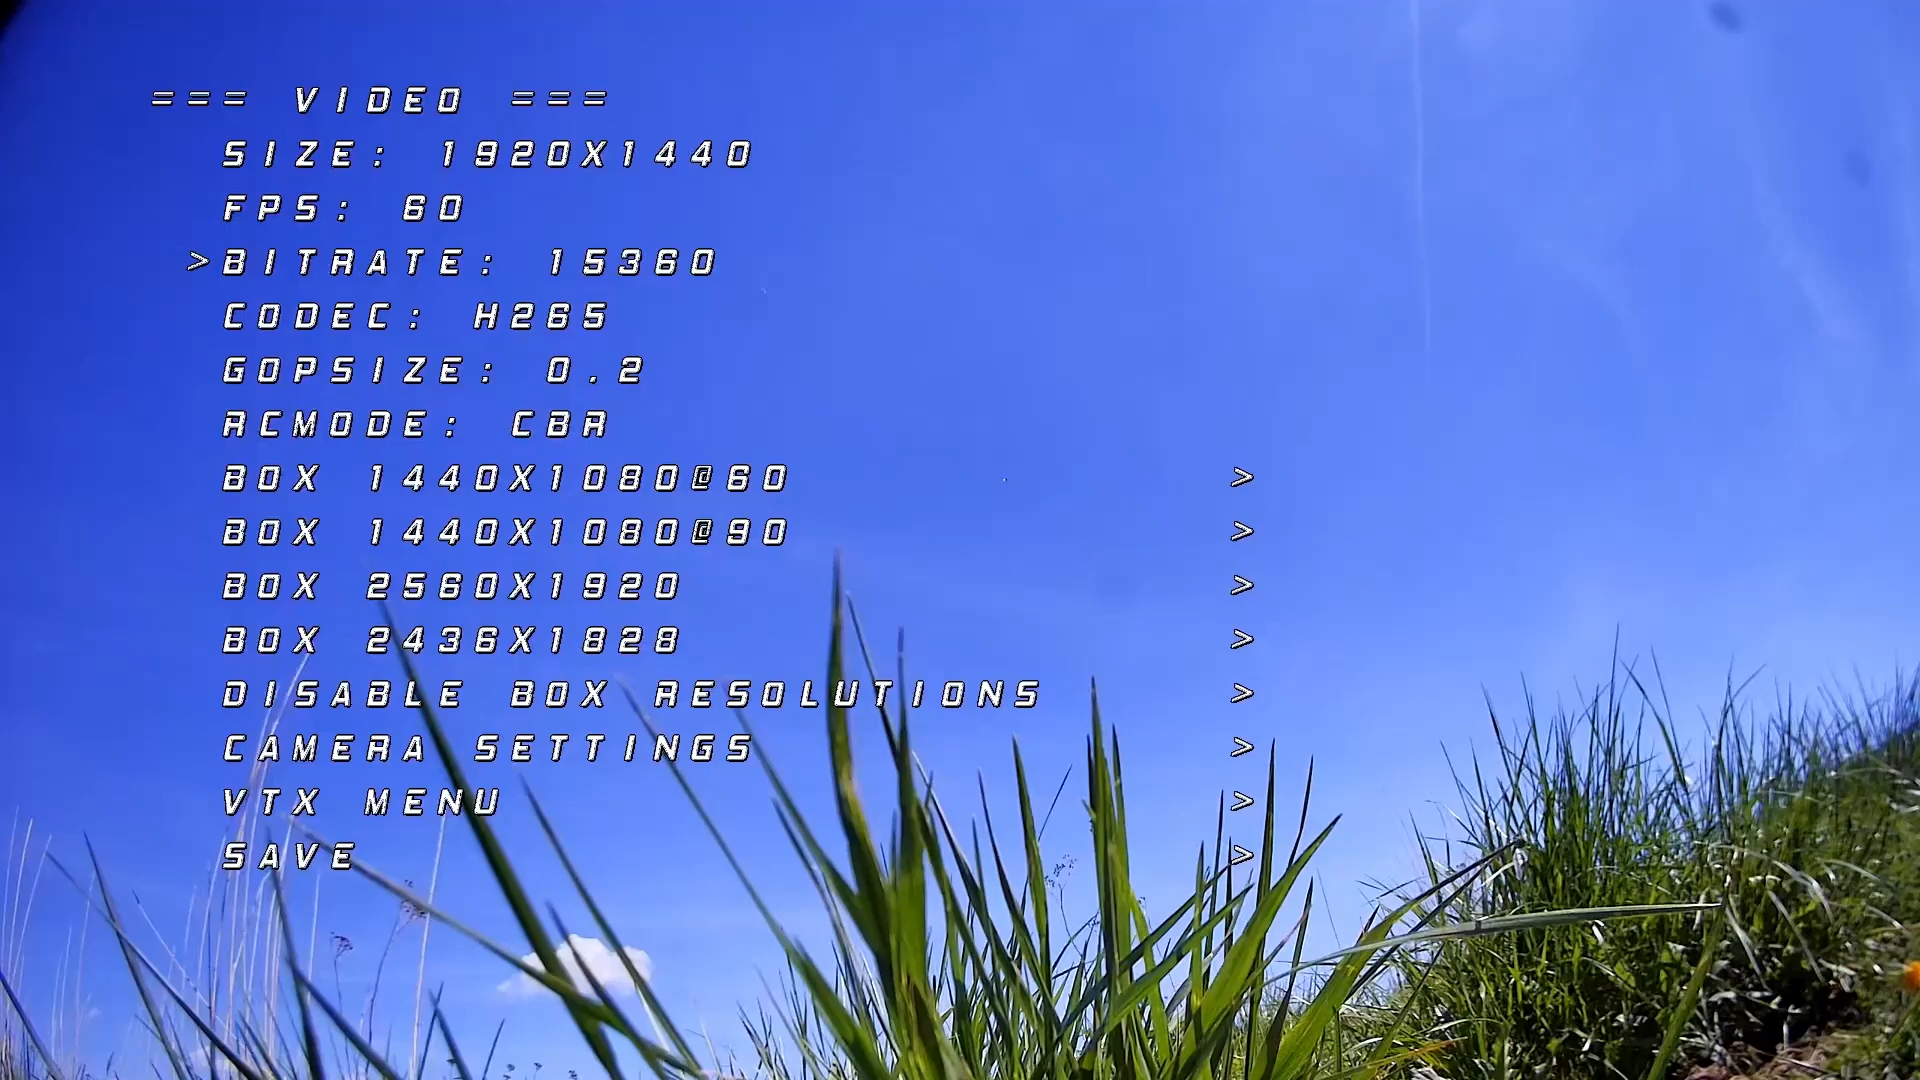 === VIDEO ===
SIZE: 1920X1440
FPS: 60
>BITRATE: 15360
CODEC: H265
GOPSIZE: 0.2
RCMODE: CBR
BOX 1440X1080@60 >
BOX 1440X1080@90 >
BOX 2560X1920 >
BOX 2436X1828 >
DISABLE BOX RESOLUTIONS >
CAMERA SETTINGS >
VTX MENU >
SAVE >